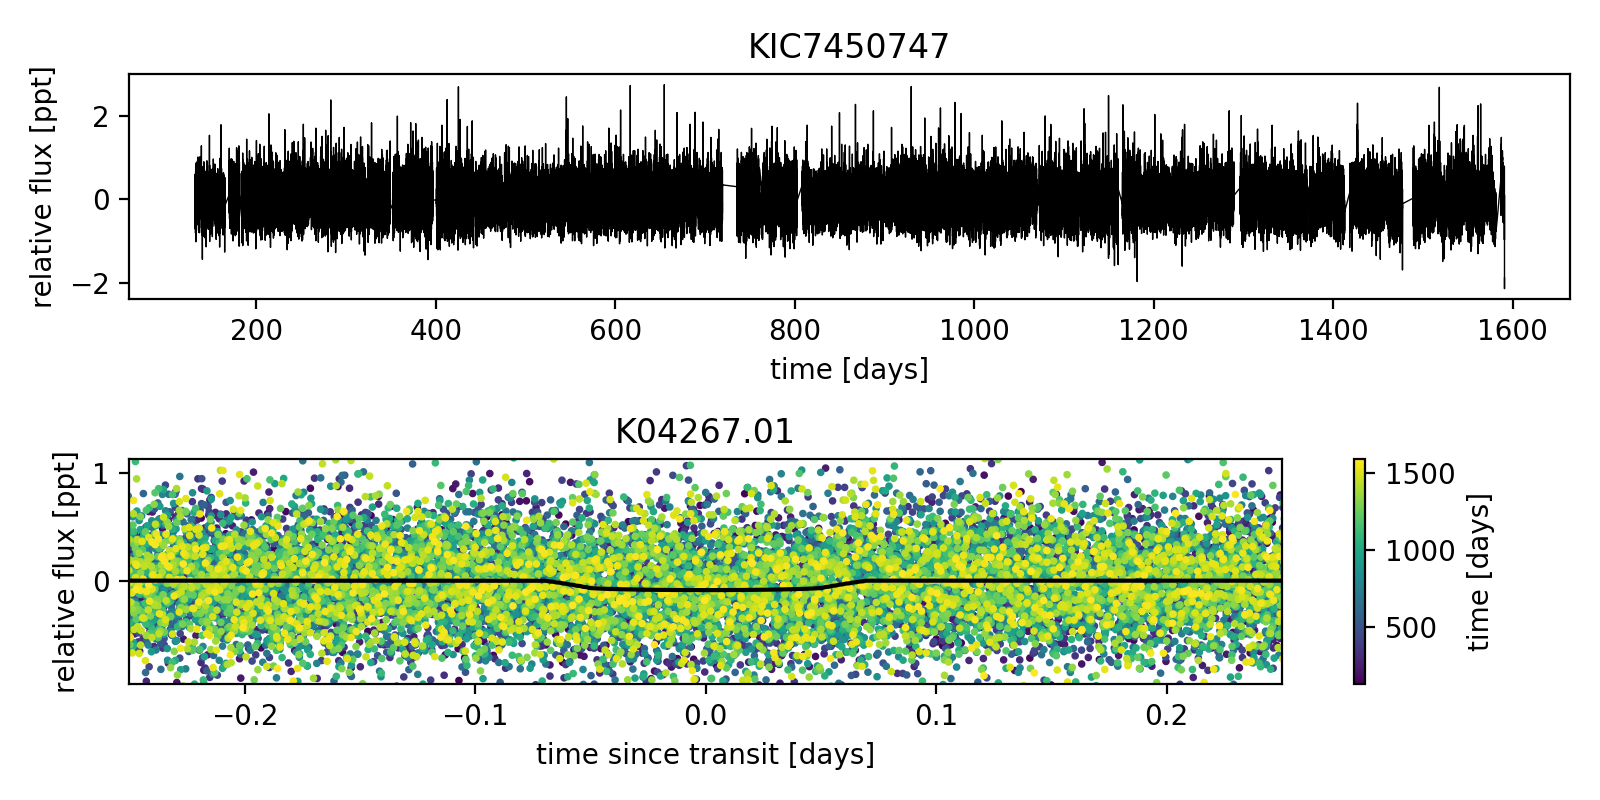 KIC7450747
relative flux [ppt]
2
0
−2
200 400 600 800 1000 1200 1400 1600
time [days]
K04267.01
relative flux [ppt]
1
0
−0.2 −0.1 0.0 0.1 0.2
time since transit [days]
1500
1000
500
time [days]